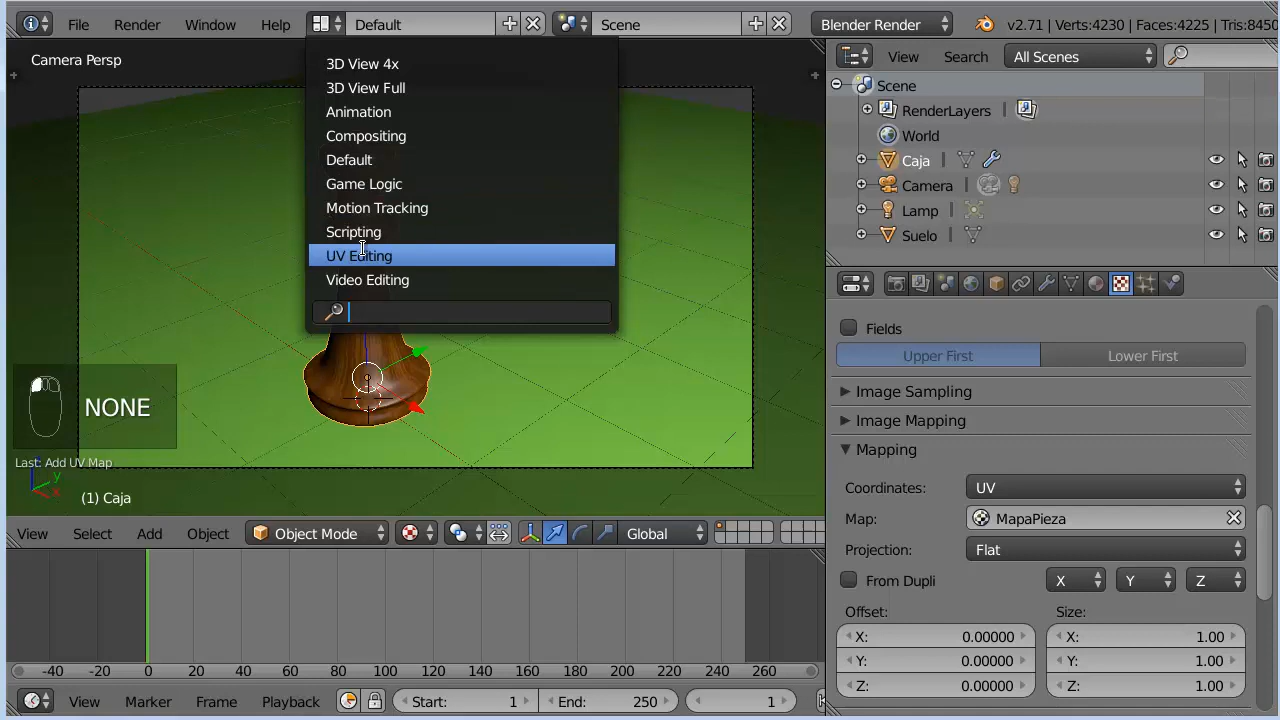 File Render Window Help Default Scene Blender Render v2.71 | Verts:4230 | Faces:4225 | Tris:8450
Camera Persp
3D View 4x
3D View Full
Animation
Compositing
Default
Game Logic
Motion Tracking
Scripting
UV Editing
Video Editing
NONE
Last: Add UV Map
z
y
x
(1) Caja
View Select Add Object Object Mode Global
-40 -20 0 20 40 60 80 100 120 140 160 180 200 220 240 260
View Marker Frame Playback Start: 1 End: 250 1
View Search All Scenes
Scene
RenderLayers |
World
Caja |
Camera |
Lamp |
Suelo |
Fields
Upper First Lower First
Image Sampling
Image Mapping
Mapping
Coordinates: UV
Map: MapaPieza
Projection: Flat
From Dupli X Y Z
Offset: Size:
X: 0.00000 X: 1.00
Y: 0.00000 Y: 1.00
Z: 0.00000 Z: 1.00